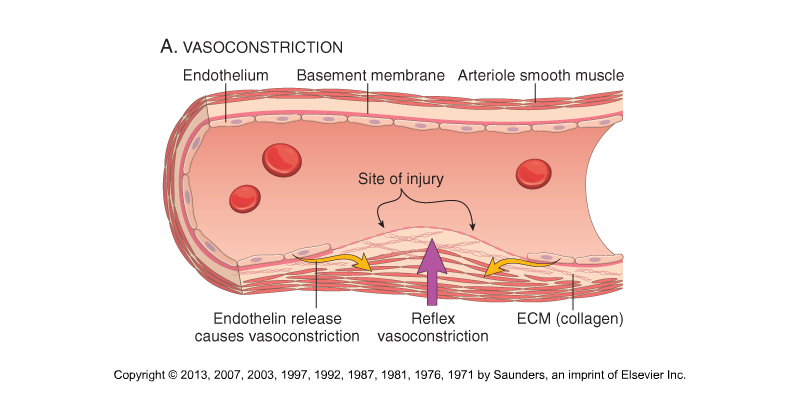 A. VASOCONSTRICTION
Endothelium Basement membrane Arteriole smooth muscle
Site of injury
Endothelin release
causes vasoconstriction
Reflex
vasoconstriction
ECM (collagen)
Copyright © 2013, 2007, 2003, 1997, 1992, 1987, 1981, 1976, 1971 by Saunders, an imprint of Elsevier Inc.